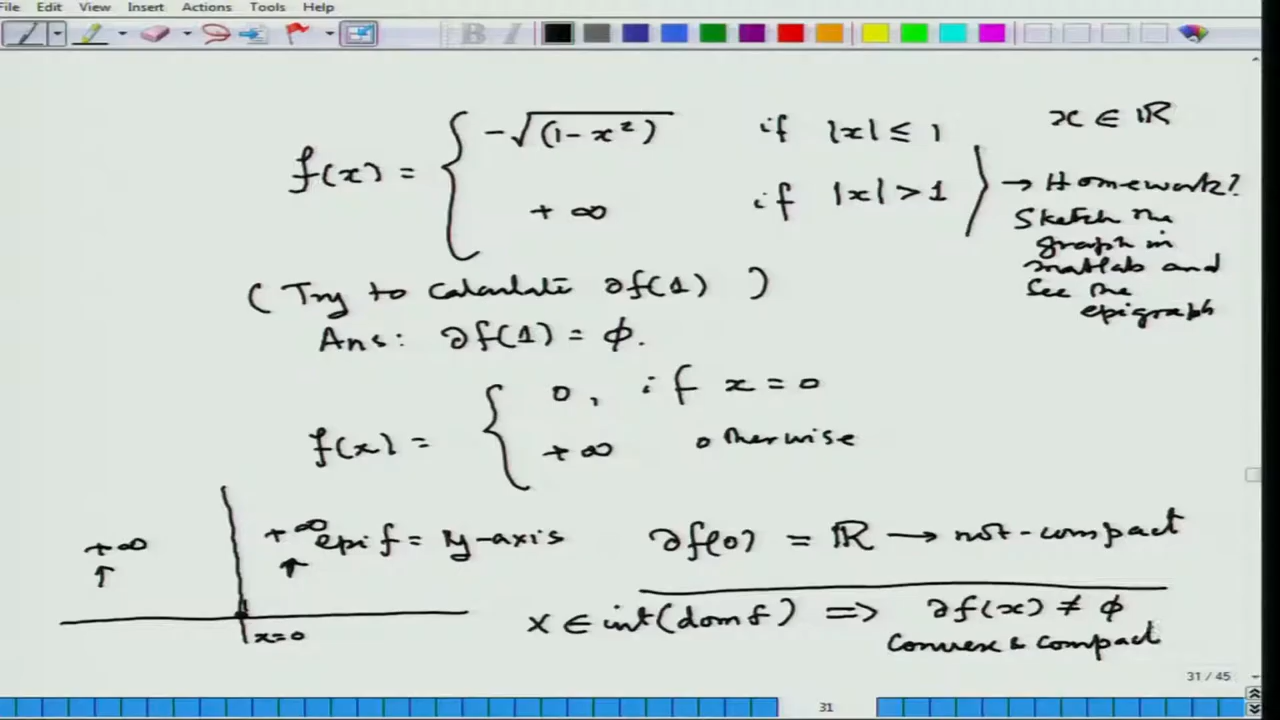 File Edit View Insert Actions Tools Help
f(x) = { -√(1-x²) if |x| ≤ 1
+∞ if |x| > 1
x ∈ ℝ
→ Homework?
Sketch the
graph in
matlab and
see the
epigraph
(Try to calculate ∂f(1))
Ans: ∂f(1) = φ.
f(x) = { 0, if x = 0
+∞ otherwise
+∞
↑
+∞
↑
x=0
epi f = y-axis
∂f(0) = ℝ → not-compact
x ∈ int(dom f) ⇒ ∂f(x) ≠ φ
convex & compact
31 / 45
31